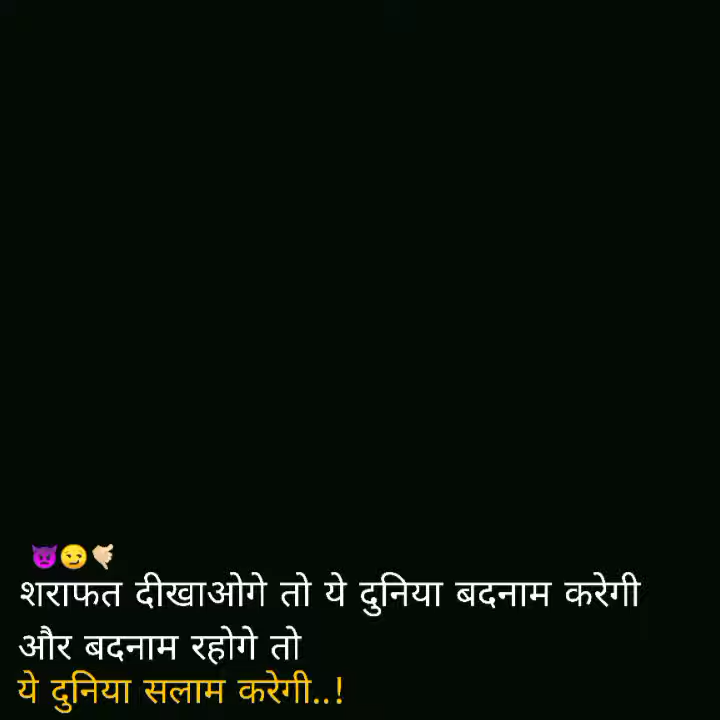 👿😏🤙🏻
शराफत दीखाओगे तो ये दुनिया बदनाम करेगी
और बदनाम रहोगे तो
ये दुनिया सलाम करेगी..!